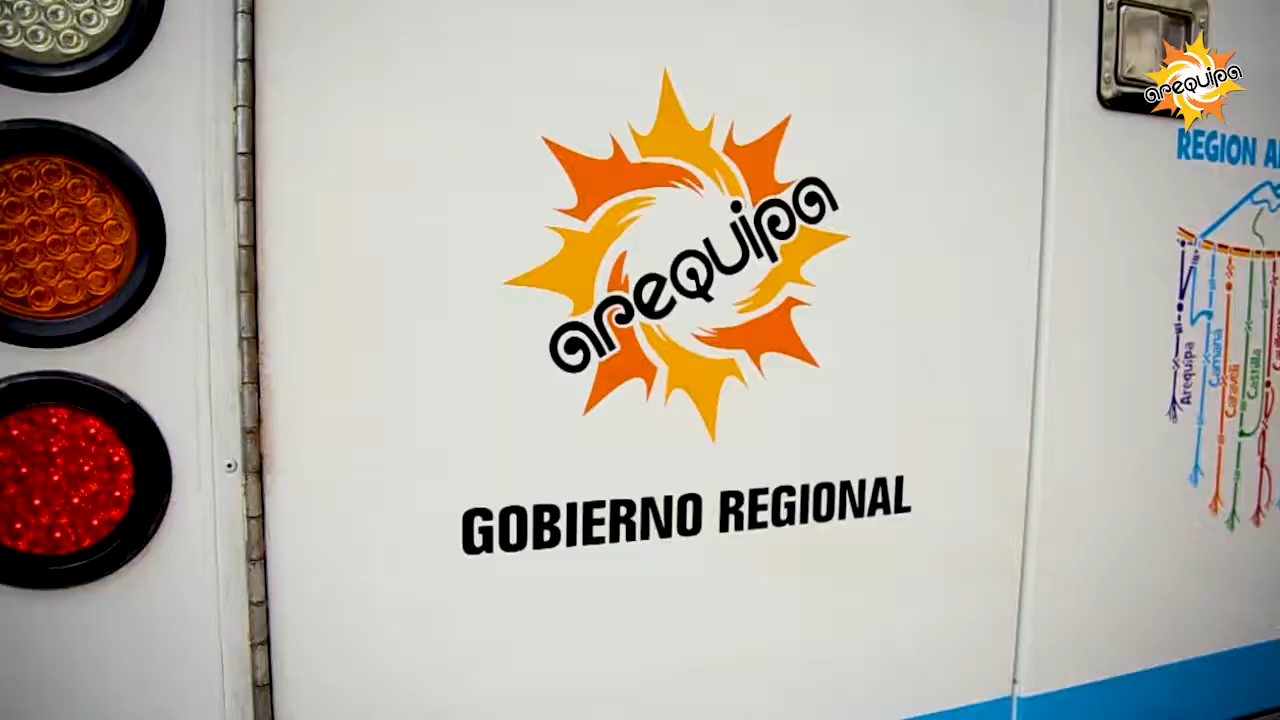 arequipa
GOBIERNO REGIONAL
arequipa
REGION A
Arequipa
Camaná
Caravelí
Castilla